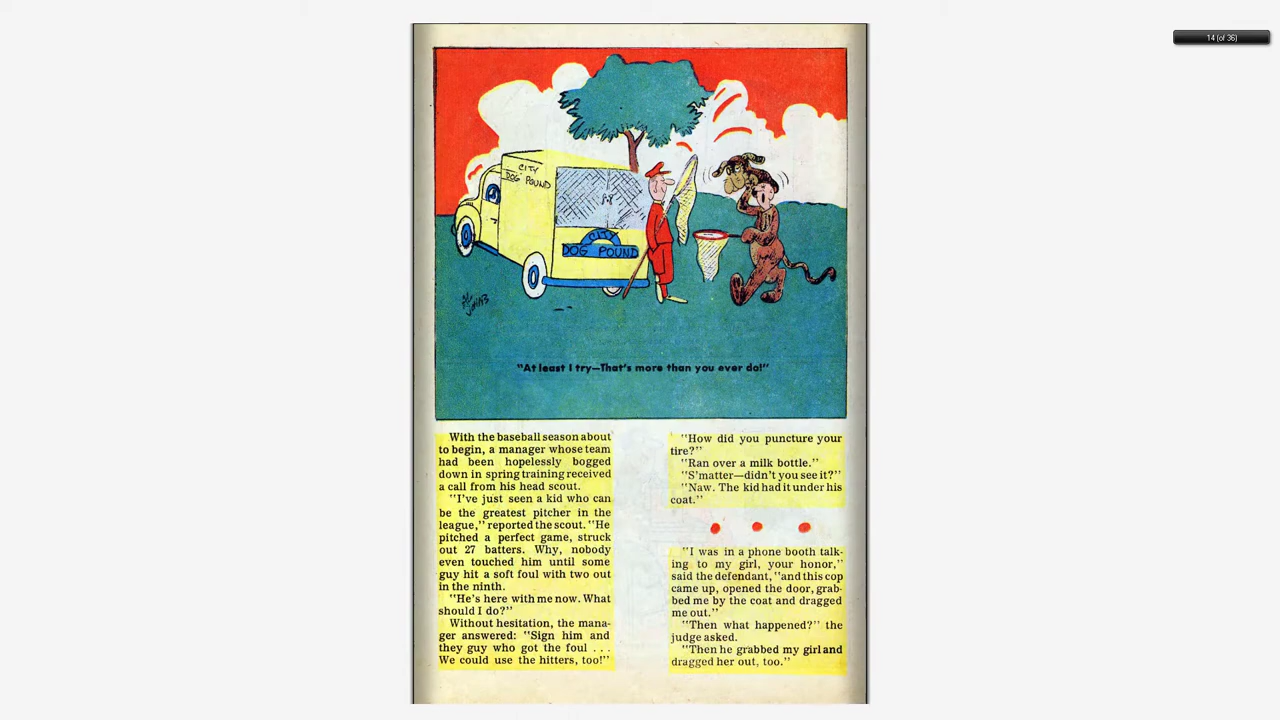 14 (of 36)
CITY
DOG POUND
CITY
DOG POUND
AL
JOHNS
"At least I try—That's more than you ever do!"
With the baseball season about
to begin, a manager whose team
had been hopelessly bogged
down in spring training received
a call from his head scout.
"I've just seen a kid who can
be the greatest pitcher in the
league," reported the scout. "He
pitched a perfect game, struck
out 27 batters. Why, nobody
even touched him until some
guy hit a soft foul with two out
in the ninth.
"He's here with me now. What
should I do?"
Without hesitation, the mana-
ger answered: "Sign him and
they guy who got the foul . . .
We could use the hitters, too!"
"How did you puncture your
tire?"
"Ran over a milk bottle."
"S'matter—didn't you see it?"
"Naw. The kid had it under his
coat."
"I was in a phone booth talk-
ing to my girl, your honor,"
said the defendant, "and this cop
came up, opened the door, grab-
bed me by the coat and dragged
me out."
"Then what happened?" the
judge asked.
"Then he grabbed my girl and
dragged her out, too."